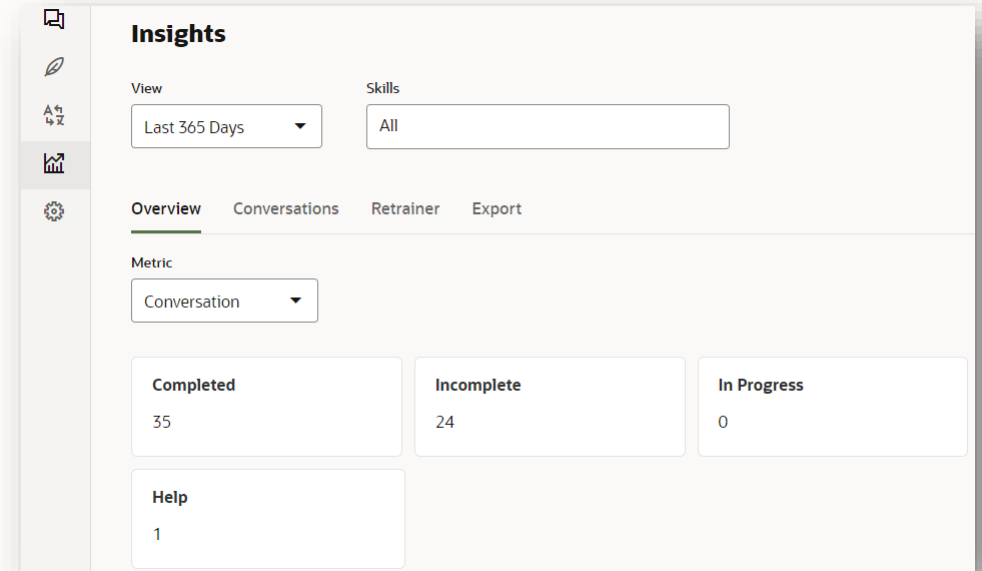 Insights
View
Skills
Last 365 Days
All
Overview Conversations Retrainer Export
Metric
Conversation
Completed
35
Incomplete
24
In Progress
0
Help
1